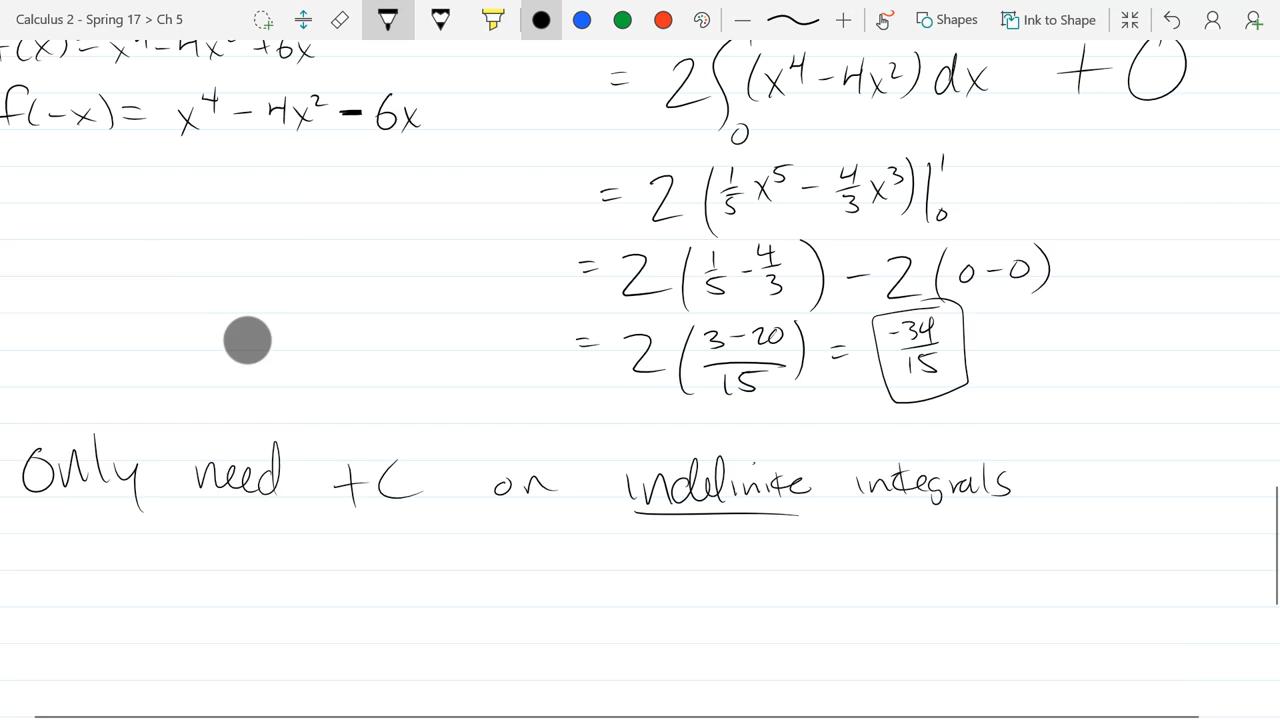 Calculus 2 - Spring 17 > Ch 5
Shapes
Ink to Shape
f(x) = x⁴ - 4x² + 6x
f(-x) = x⁴ - 4x² - 6x
= 2∫₀¹ (x⁴ - 4x²) dx + 0
= 2 (1/5 x⁵ - 4/3 x³)|₀¹
= 2 (1/5 - 4/3) - 2 (0 - 0)
= 2 ((3 - 20)/15) = -34/15
Only need +C on indefinite integrals